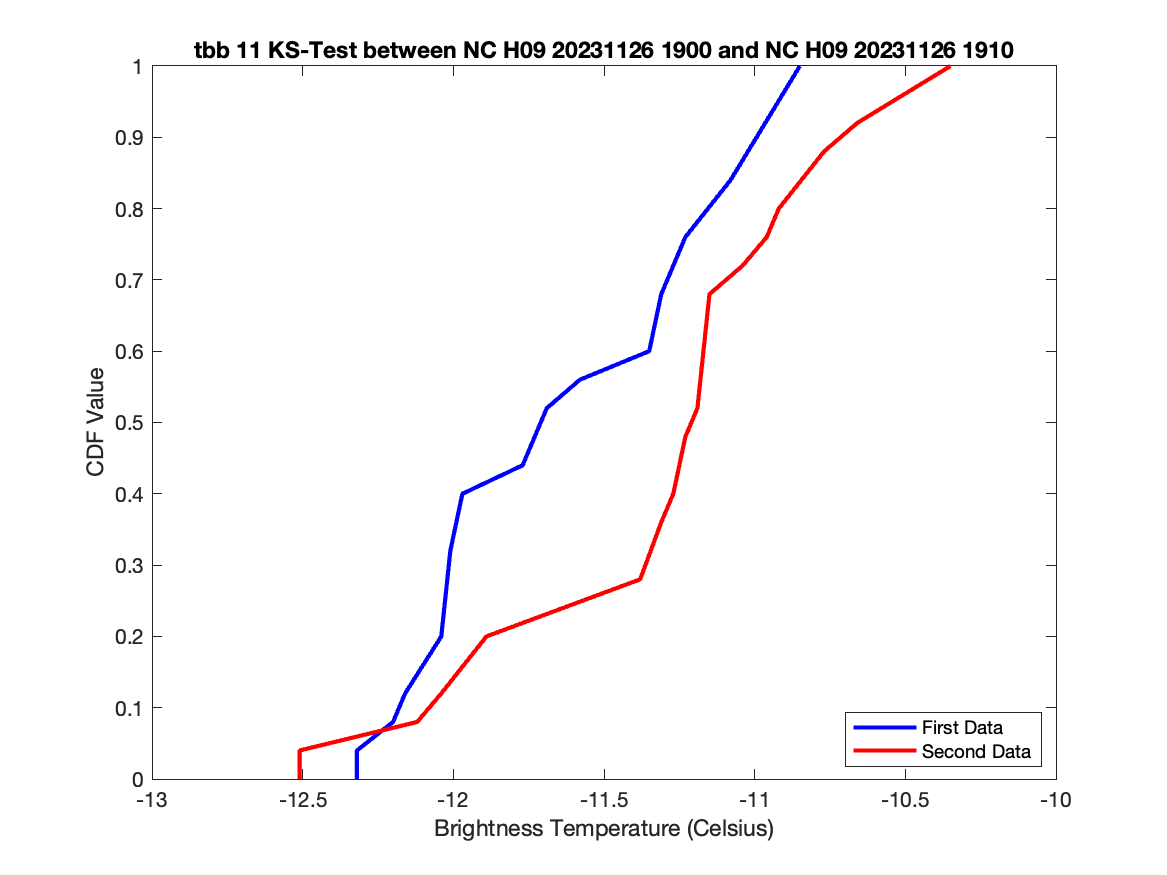 tbb 11 KS-Test between NC H09 20231126 1900 and NC H09 20231126 1910
1
0.9
0.8
0.7
0.6
0.5
0.4
0.3
0.2
0.1
0
CDF Value
First Data
Second Data
-13 -12.5 -12 -11.5 -11 -10.5 -10
Brightness Temperature (Celsius)